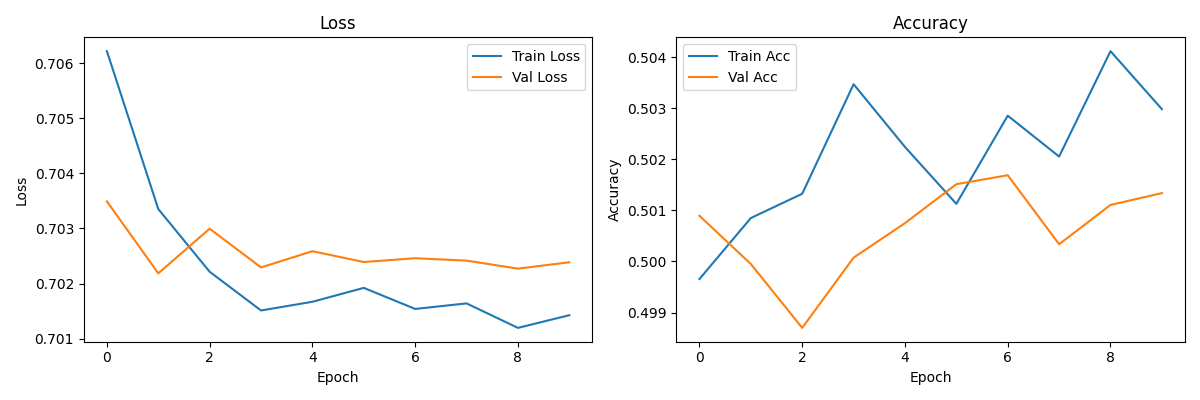 Loss
0.706
0.705
0.704
0.703
0.702
0.701
Loss
Train Loss
Val Loss
0 2 4 6 8
Epoch
Accuracy
0.504
0.503
0.502
0.501
0.500
0.499
Accuracy
Train Acc
Val Acc
0 2 4 6 8
Epoch